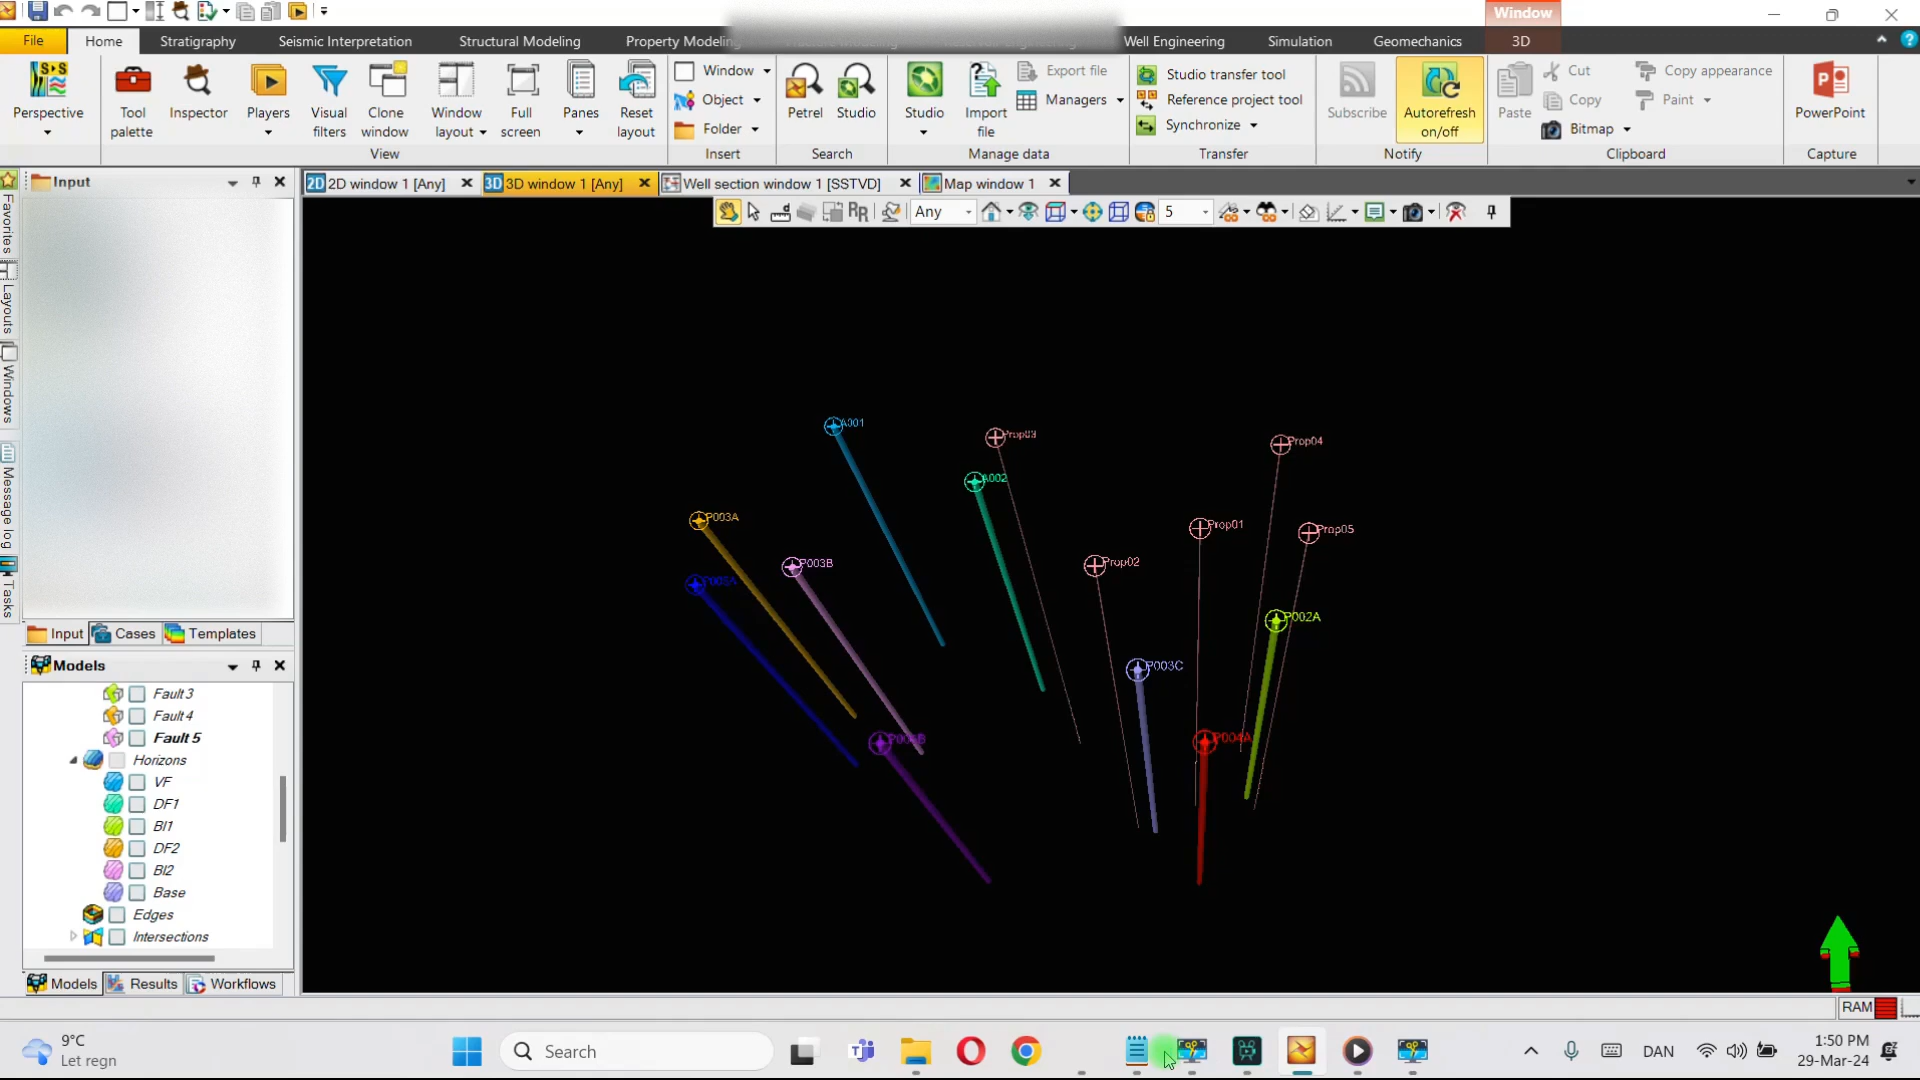 Window
File
Home
Stratigraphy
Seismic Interpretation
Structural Modeling
Property Modeling
Well Engineering
Simulation
Geomechanics
3D
Perspective
Tool palette
Inspector
Players
Visual filters
Clone window
Window layout
Full screen
Panes
Reset layout
View
Window
Object
Folder
Insert
Petrel
Studio
Search
Studio
Import file
Export file
Managers
Manage data
Studio transfer tool
Reference project tool
Synchronize
Transfer
Subscribe
Autorefresh on/off
Notify
Paste
Cut
Copy
Bitmap
Copy appearance
Paint
Clipboard
PowerPoint
Capture
Input
2D 2D window 1 [Any]
3D 3D window 1 [Any]
Well section window 1 [SSTVD]
Map window 1
Any
5
Favorites
Layouts
Windows
Message log
Tasks
A001
Prop03
Prop04
A002
P003A
Prop01
Prop05
P003B
Prop02
P002A
P003C
P004A
Input
Cases
Templates
Models
Fault 3
Fault 4
Fault 5
Horizons
VF
DF1
Bl1
DF2
Bl2
Base
Edges
Intersections
Models
Results
Workflows
RAM
9°C
Let regn
Search
DAN
1:50 PM
29-Mar-24